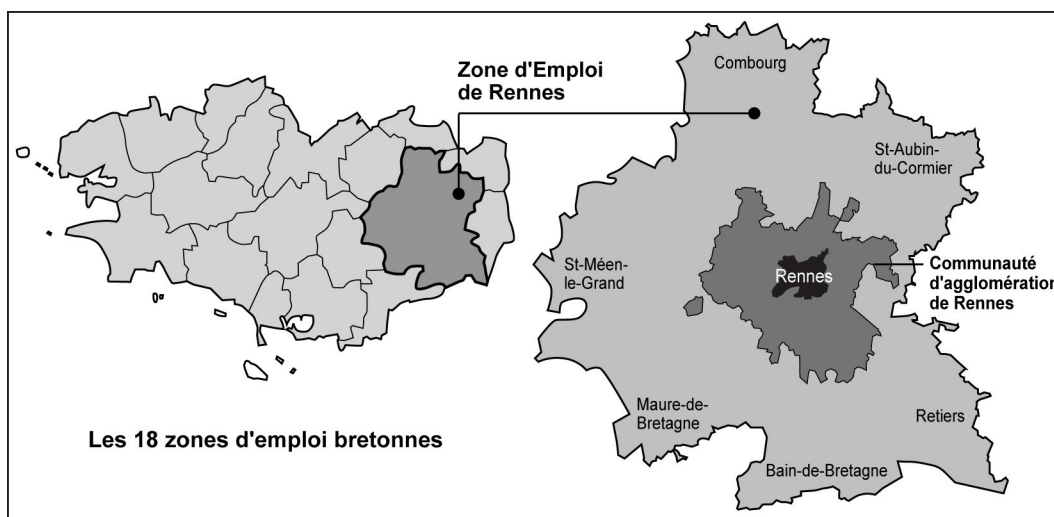 Zone d'Emploi
de Rennes
Les 18 zones d'emploi bretonnes
Combourg
St-Aubin-
du-Cormier
St-Méen-
le-Grand
Rennes
Communauté
d'agglomération
de Rennes
Maure-de-
Bretagne
Retiers
Bain-de-Bretagne